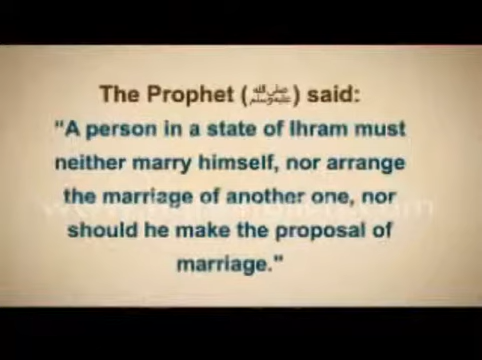 The Prophet (ﷺ) said:
"A person in a state of Ihram must
neither marry himself, nor arrange
the marriage of another one, nor
should he make the proposal of
marriage."